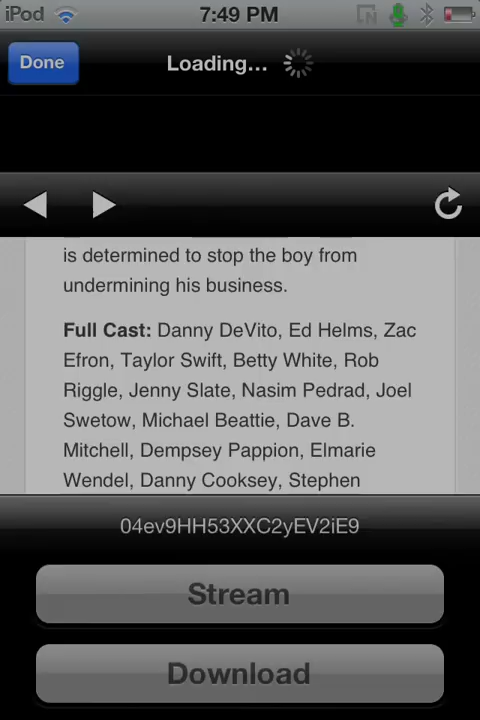 iPod 7:49 PM
Done Loading...
is determined to stop the boy from
undermining his business.
Full Cast: Danny DeVito, Ed Helms, Zac
Efron, Taylor Swift, Betty White, Rob
Riggle, Jenny Slate, Nasim Pedrad, Joel
Swetow, Michael Beattie, Dave B.
Mitchell, Dempsey Pappion, Elmarie
Wendel, Danny Cooksey, Stephen
04ev9HH53XXC2yEV2iE9
Stream
Download